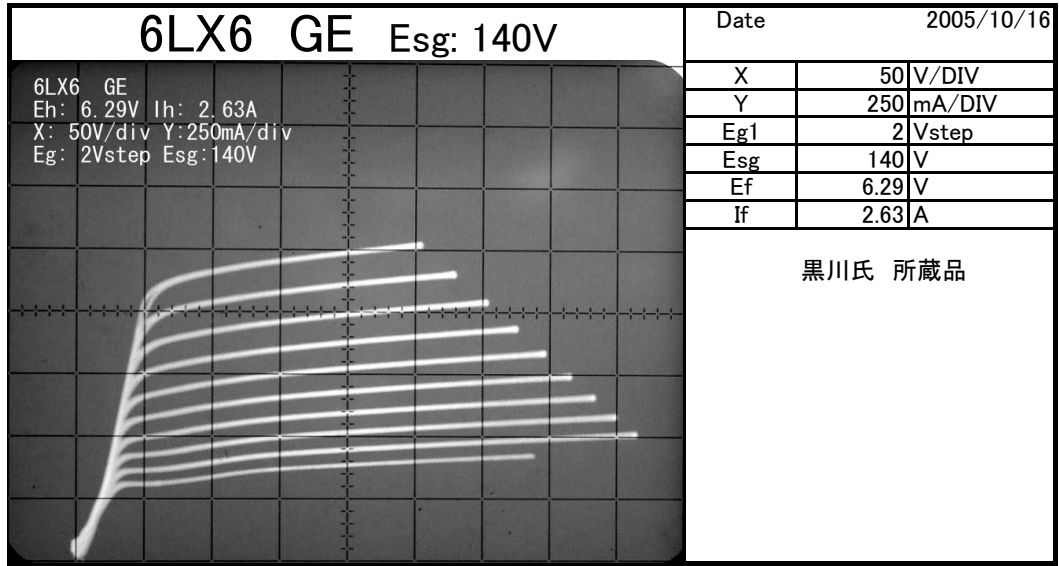 6LX6 GE Esg: 140V
6LX6 GE
Eh: 6.29V Ih: 2.63A
X: 50V/div Y:250mA/div
Eg: 2Vstep Esg:140V
Date 2005/10/16
X 50 V/DIV
Y 250 mA/DIV
Eg1 2 Vstep
Esg 140 V
Ef 6.29 V
If 2.63 A
黒川氏 所蔵品